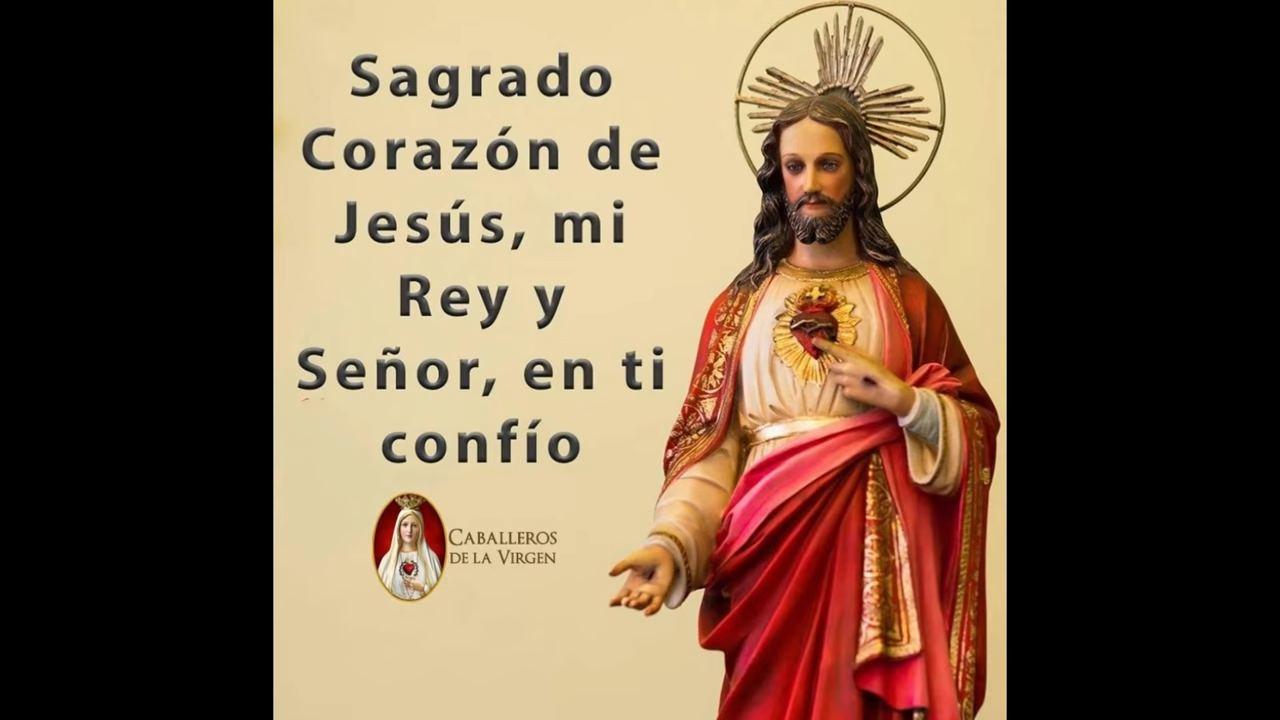 Sagrado
Corazón de
Jesús, mi
Rey y
Señor, en ti
confío
CABALLEROS
DE LA VIRGEN